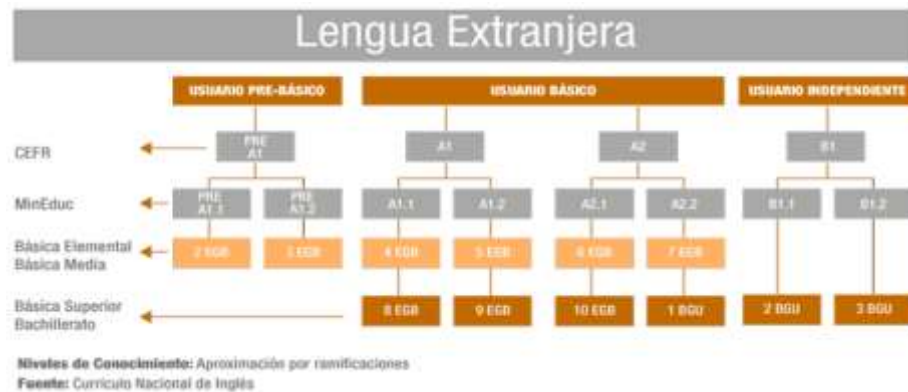 Lengua Extranjera
USUARIO PRE-BÁSICO USUARIO BÁSICO USUARIO INDEPENDIENTE
CEFR PRE A1 A1 A2 B1
MinEduc PRE A1.1 PRE A1.2 A1.1 A1.2 A2.1 A2.2 B1.1 B1.2
Básica Elemental
Básica Media
2 EGB 3 EGB 4 EGB 5 EGB 6 EGB 7 EGB
Básica Superior
Bachillerato
8 EGB 9 EGB 10 EGB 1 BGU 2 BGU 3 BGU
Niveles de Conocimiento: Aproximación por ramificaciones
Fuente: Currículo Nacional de Inglés